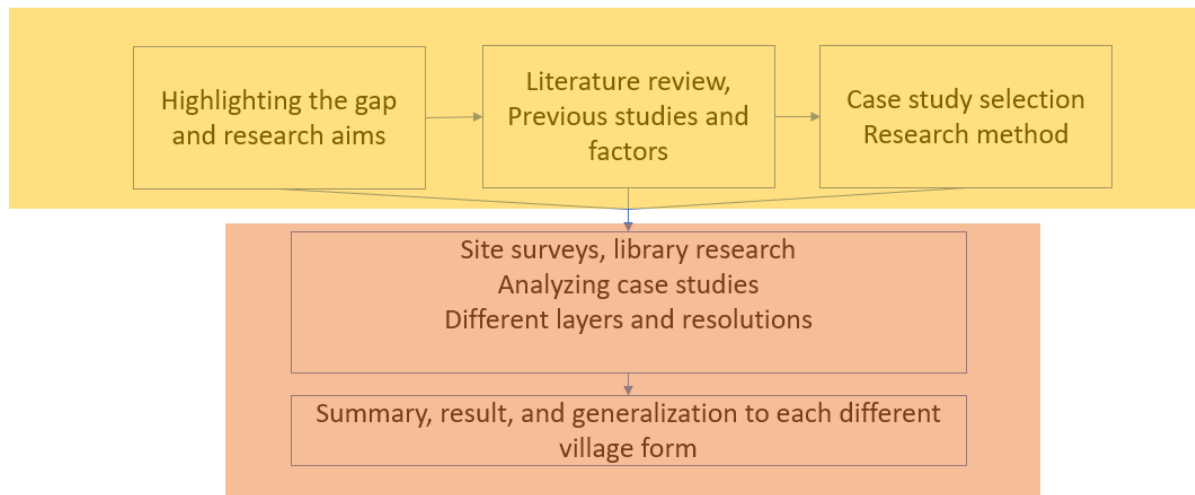 Highlighting the gap
and research aims
Literature review,
Previous studies and
factors
Case study selection
Research method
Site surveys, library research
Analyzing case studies
Different layers and resolutions
Summary, result, and generalization to each different
village form